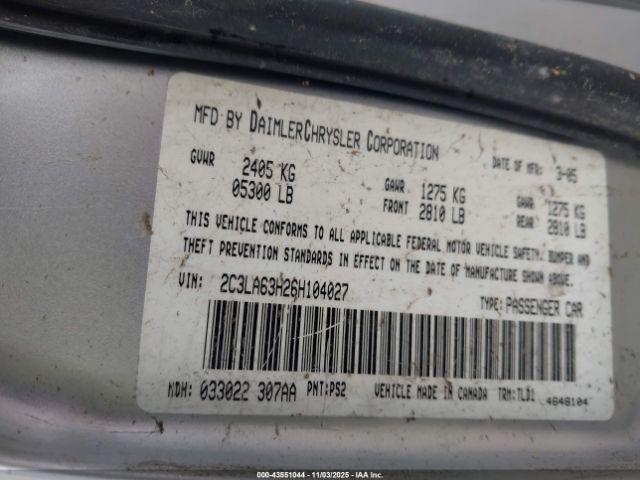 MFD BY DAIMLERCHRYSLER CORPORATION DATE OF MFR: 3-05
GVWR 2405 KG GAWR 1275 KG GAWR 1275 KG
05300 LB FRONT 2810 LB REAR 2810 LB
THIS VEHICLE CONFORMS TO ALL APPLICABLE FEDERAL MOTOR VEHICLE SAFETY, BUMPER AND
THEFT PREVENTION STANDARDS IN EFFECT ON THE DATE OF MANUFACTURE SHOWN ABOVE.
VIN: 2C3LA63H26H104027 TYPE: PASSENGER CAR
MDH: 033022 307AA PNT:PS2 VEHICLE MADE IN CANADA TRM:TLD1
4648104
000-43551044 - 11/03/2025 - IAA Inc.